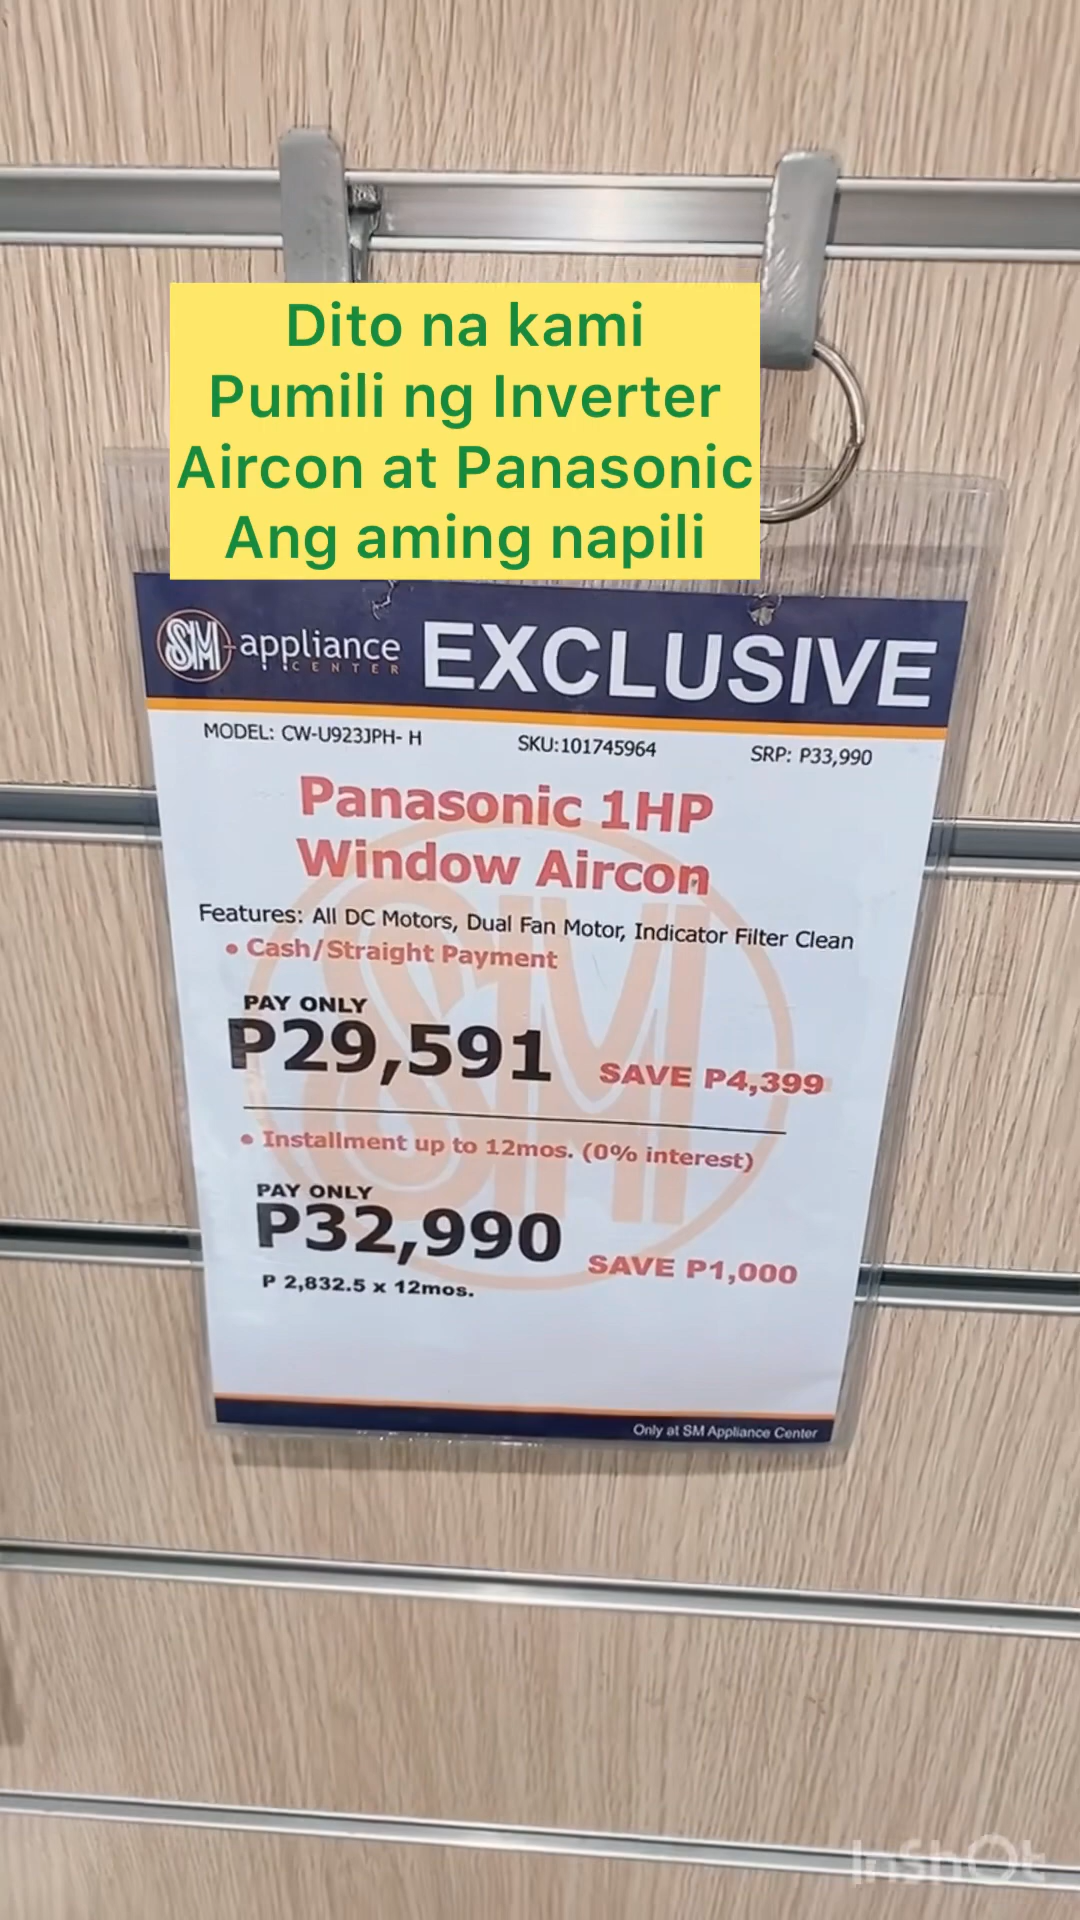 Dito na kami
Pumili ng Inverter
Aircon at Panasonic
Ang aming napili
SM appliance CENTER EXCLUSIVE
MODEL: CW-U923JPH- H SKU:101745964 SRP: P33,990
Panasonic 1HP
Window Aircon
Features: All DC Motors, Dual Fan Motor, Indicator Filter Clean
• Cash/Straight Payment
PAY ONLY
P29,591 SAVE P4,399
• Installment up to 12mos. (0% interest)
PAY ONLY
P32,990 SAVE P1,000
P 2,832.5 x 12mos.
Only at SM Appliance Center
InShOt